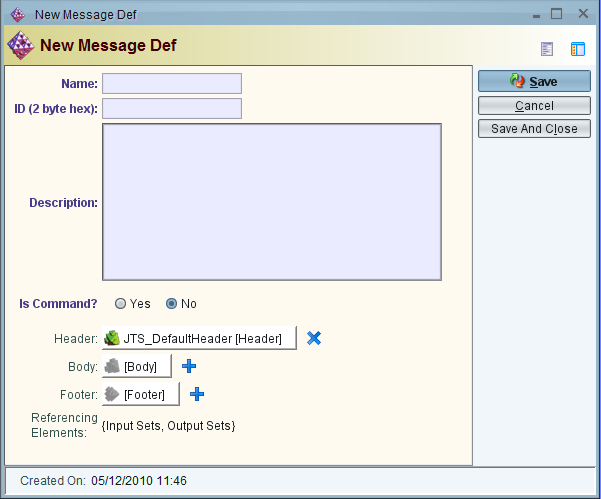 New Message Def
New Message Def
Name:
ID (2 byte hex):
Description:
Is Command? Yes No
Header: JTS_DefaultHeader [Header]
Body: [Body]
Footer: [Footer]
Referencing
Elements: {Input Sets, Output Sets}
Save
Cancel
Save And Close
Created On: 05/12/2010 11:46